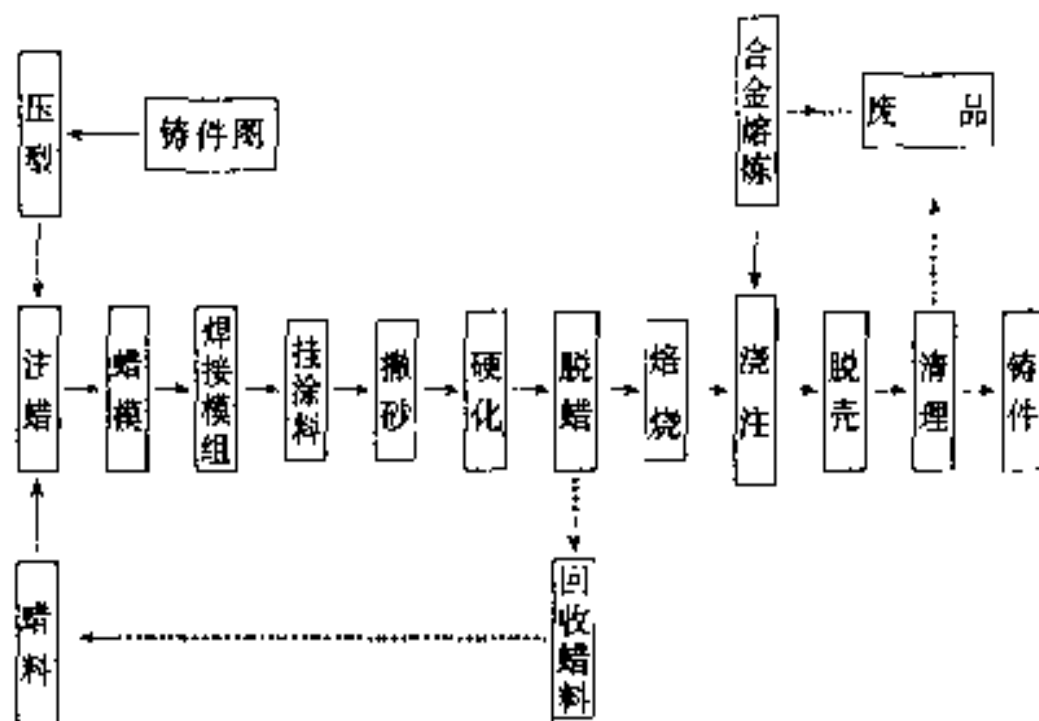 压型
铸件图
合金熔炼
废品
注蜡
蜡模
焊接模组
挂涂料
撒砂
硬化
脱蜡
焙烧
浇注
脱壳
清理
铸件
蜡料
回收蜡料